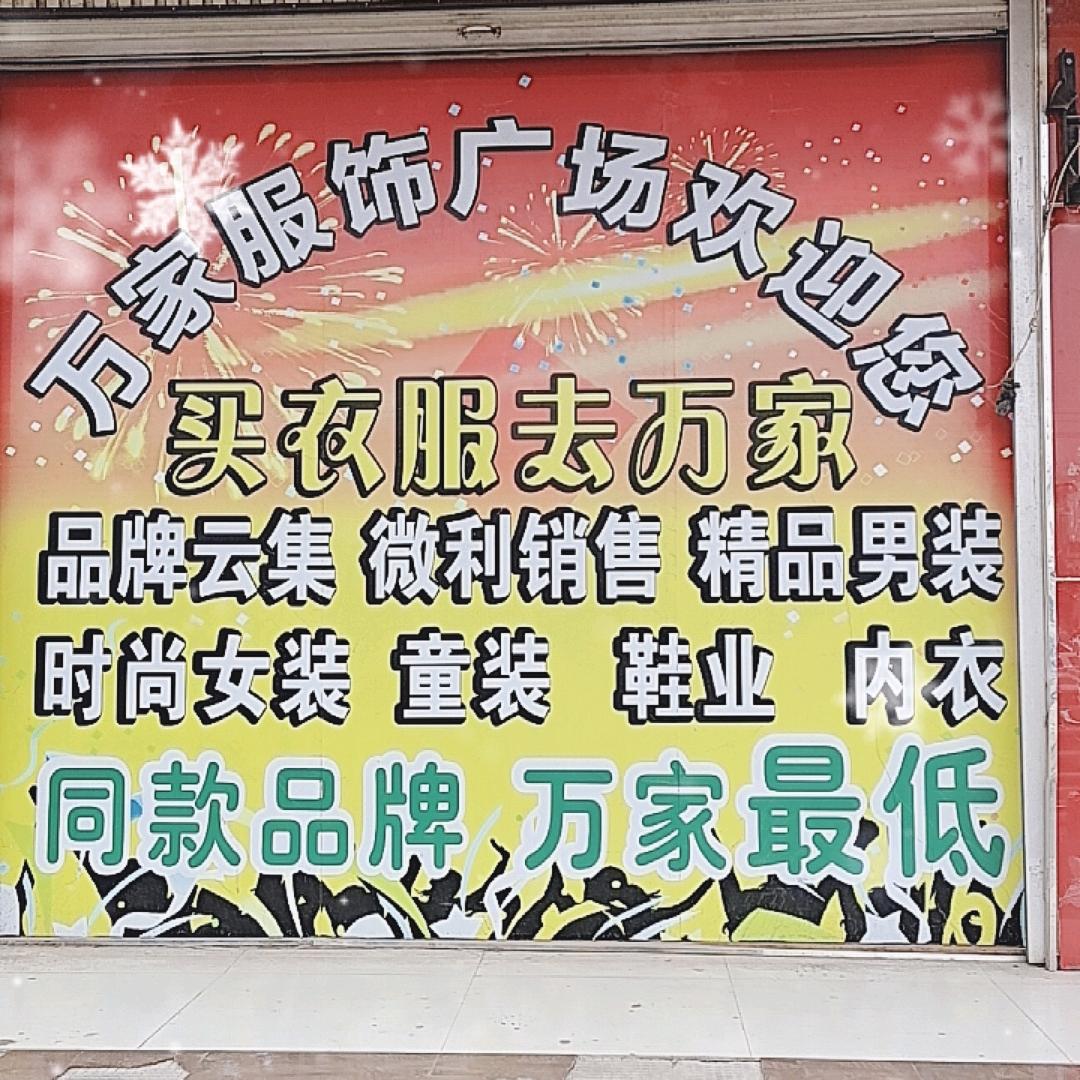 万家服饰广场欢迎您
买衣服去万家
品牌云集 微利销售 精品男装
时尚女装 童装 鞋业 内衣
同款品牌 万家最低